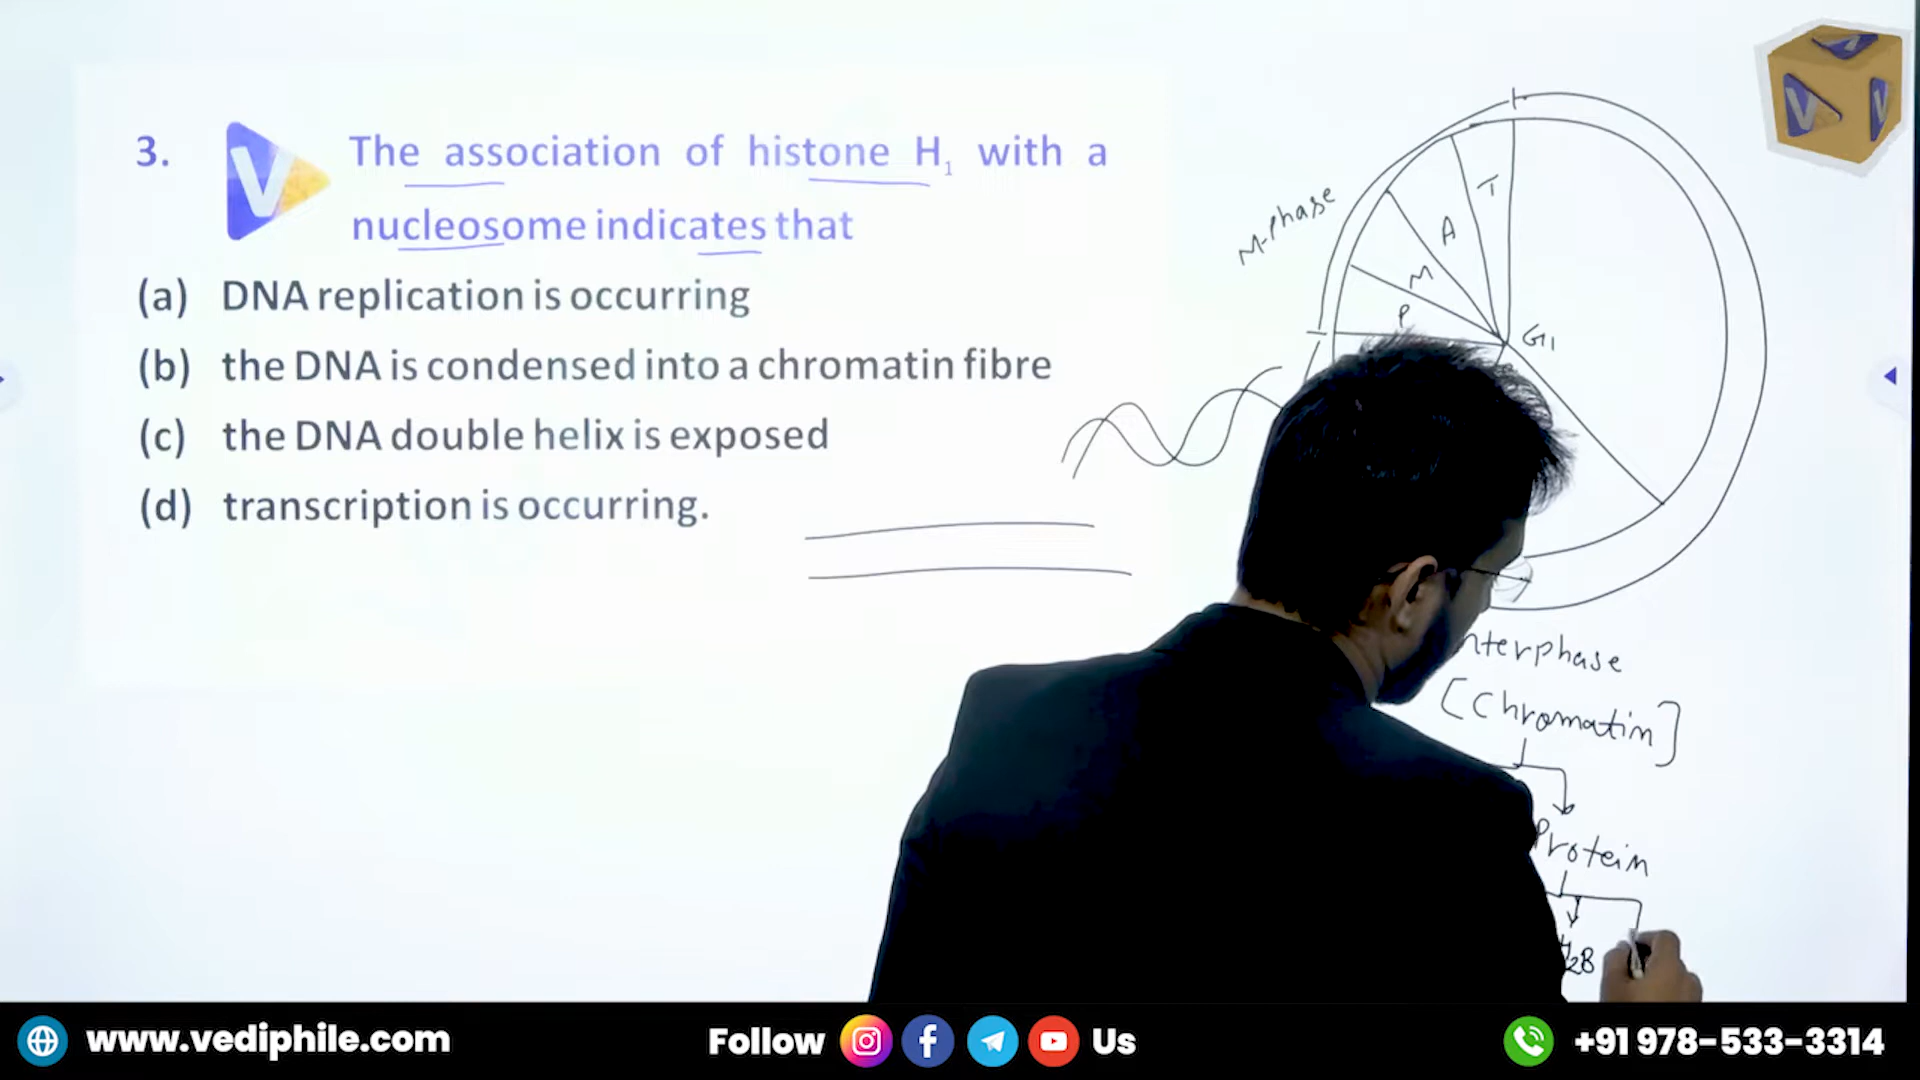 3. The association of histone H₁ with a
nucleosome indicates that
(a) DNA replication is occurring
(b) the DNA is condensed into a chromatin fibre
(c) the DNA double helix is exposed
(d) transcription is occurring.
M-Phase
T
A
M
P
G1
nterphase
[Chromatin]
Protein
2B
www.vediphile.com
Follow Us
+91 978-533-3314